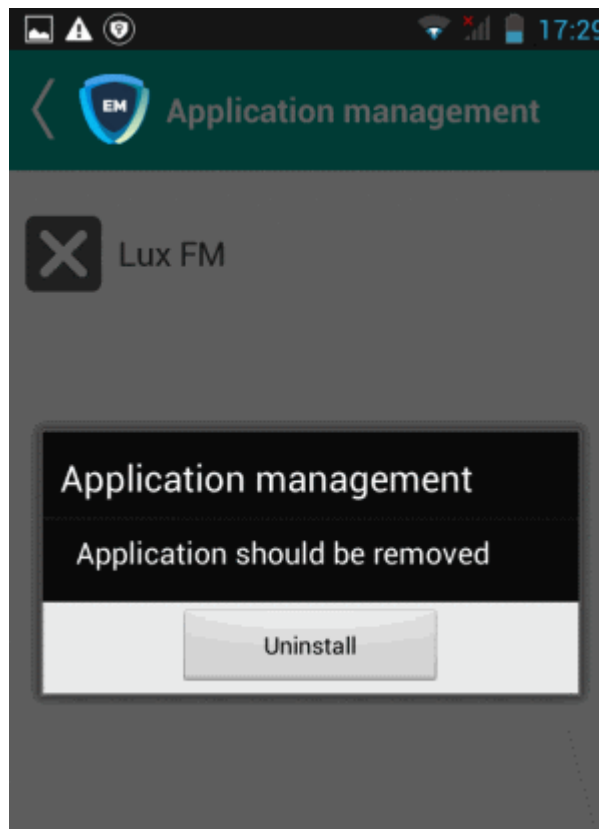 17:29
EM
Application management
Lux FM
Application management
Application should be removed
Uninstall